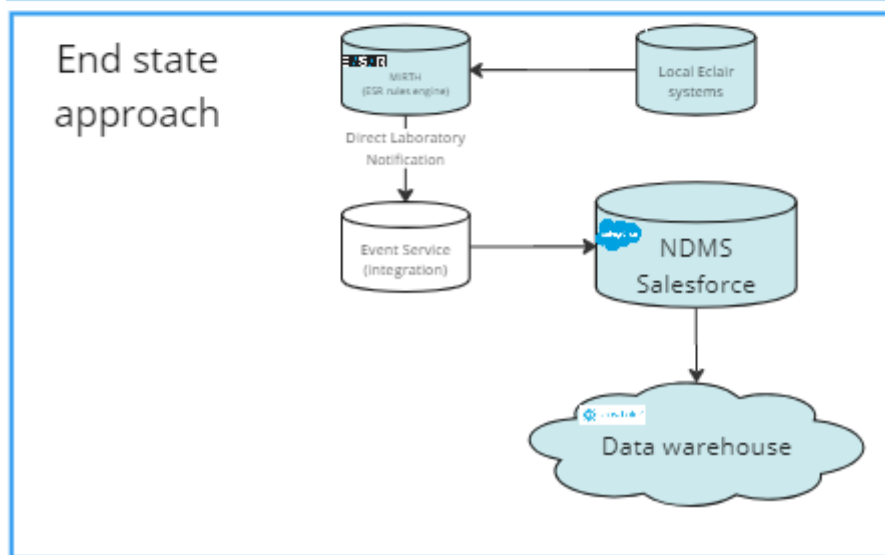 End state
approach
E S R
MIRTH
(ESR rules engine)
Local Eclair
systems
Direct Laboratory
Notification
Event Service
(integration)
NDMS
Salesforce
Data warehouse